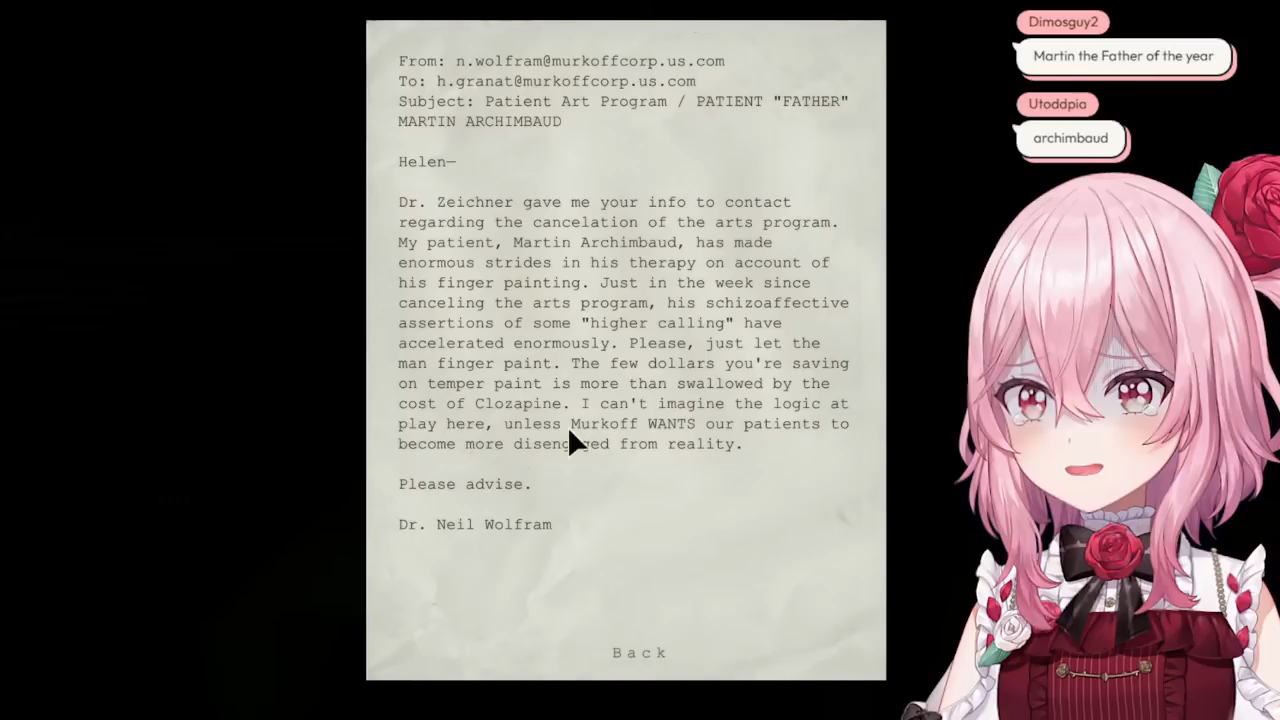 From: n.wolfram@murkoffcorp.us.com
To: h.granat@murkoffcorp.us.com
Subject: Patient Art Program / PATIENT "FATHER"
MARTIN ARCHIMBAUD
Helen—
Dr. Zeichner gave me your info to contact
regarding the cancelation of the arts program.
My patient, Martin Archimbaud, has made
enormous strides in his therapy on account of
his finger painting. Just in the week since
canceling the arts program, his schizoaffective
assertions of some "higher calling" have
accelerated enormously. Please, just let the
man finger paint. The few dollars you're saving
on temper paint is more than swallowed by the
cost of Clozapine. I can't imagine the logic at
play here, unless Murkoff WANTS our patients to
become more disengaged from reality.
Please advise.
Dr. Neil Wolfram
Back
Dimosguy2
Martin the Father of the year
Utoddpia
archimbaud